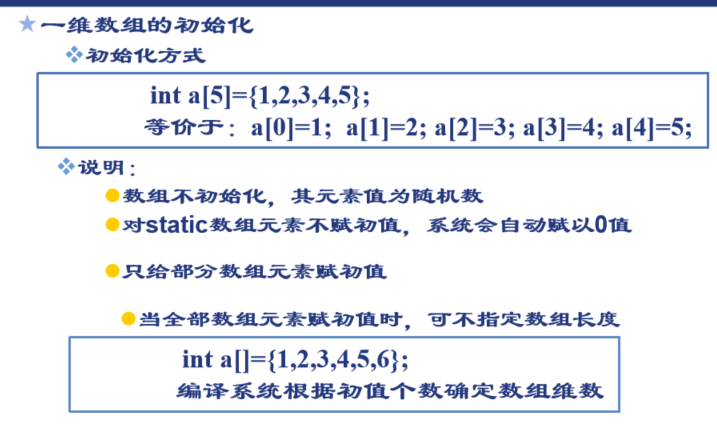 ★一维数组的初始化
❖初始化方式
int a[5]={1,2,3,4,5};
等价于：a[0]=1; a[1]=2; a[2]=3; a[3]=4; a[4]=5;
❖说明：
●数组不初始化，其元素值为随机数
●对static数组元素不赋初值，系统会自动赋以0值
●只给部分数组元素赋初值
●当全部数组元素赋初值时，可不指定数组长度
int a[]={1,2,3,4,5,6};
编译系统根据初值个数确定数组维数